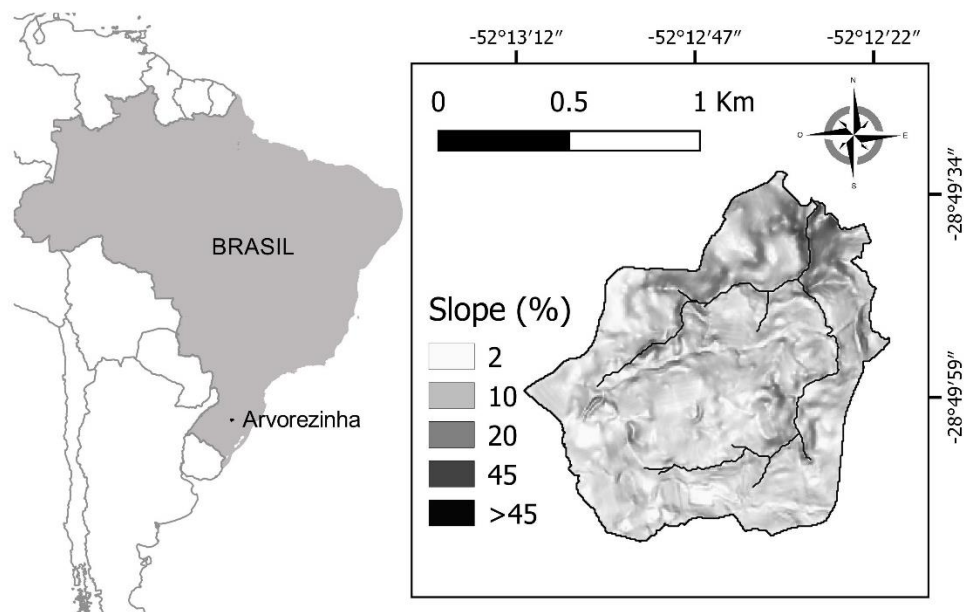 BRASIL
Arvorezinha
-52°13′12″
-52°12′47″
-52°12′22″
0 0.5 1 Km
N
O E
S
-28°49′34″
-28°49′59″
Slope (%)
2
10
20
45
>45